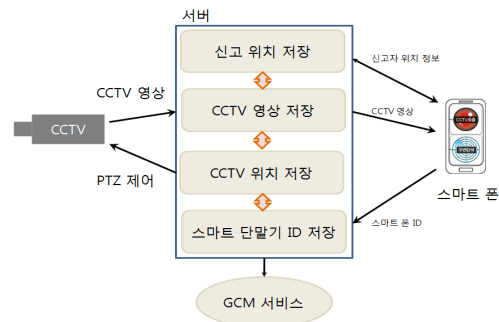 서버
신고 위치 저장
신고자 위치 정보
CCTV 영상
CCTV 영상 저장
CCTV 영상
CCTV
CCTV 위치 저장
PTZ 제어
스마트 폰
스마트 단말기 ID 저장
스마트 폰 ID
GCM 서비스